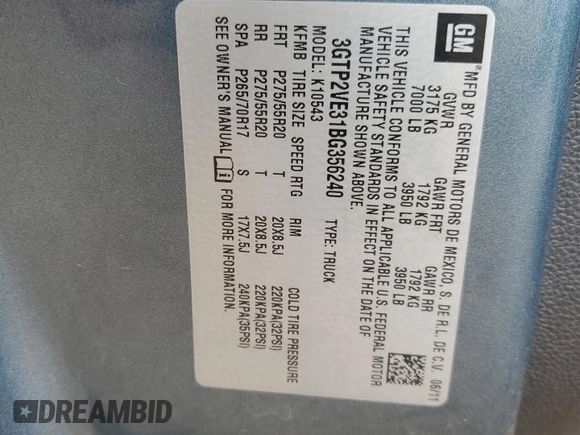 GM
MFD BY GENERAL MOTORS DE MEXICO, S. DE R.L. DE C.V. 06/11
GVWR GAWR FRT GAWR RR
3175 KG 1792 KG 1792 KG
7000 LB 3950 LB 3950 LB
THIS VEHICLE CONFORMS TO ALL APPLICABLE U.S. FEDERAL MOTOR
VEHICLE SAFETY STANDARDS IN EFFECT ON THE DATE OF
MANUFACTURE SHOWN ABOVE.
3GTP2VE31BG356240 TYPE: TRUCK
MODEL: K10543
KFMB TIRE SIZE SPEED RTG RIM COLD TIRE PRESSURE
FRT P275/55R20 T 20X8.5J 220KPA(32PSI)
RR P275/55R20 T 20X8.5J 220KPA(32PSI)
SPA P265/70R17 S 17X7.5J 240KPA(35PSI)
SEE OWNER'S MANUAL FOR MORE INFORMATION.
DREAMBID